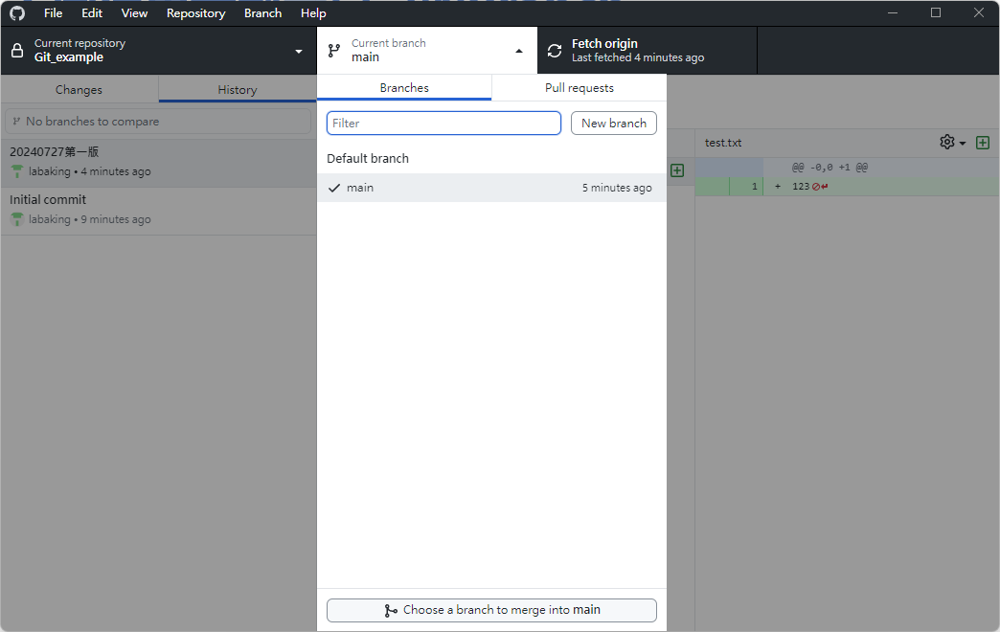 File Edit View Repository Branch Help
Current repository
Git_example
Current branch
main
Fetch origin
Last fetched 4 minutes ago
Changes
History
No branches to compare
20240727第一版
labaking • 4 minutes ago
Initial commit
labaking • 9 minutes ago
Branches
Pull requests
Filter
New branch
Default branch
main
5 minutes ago
Choose a branch to merge into main
test.txt
@@ -0,0 +1 @@
1 + 123